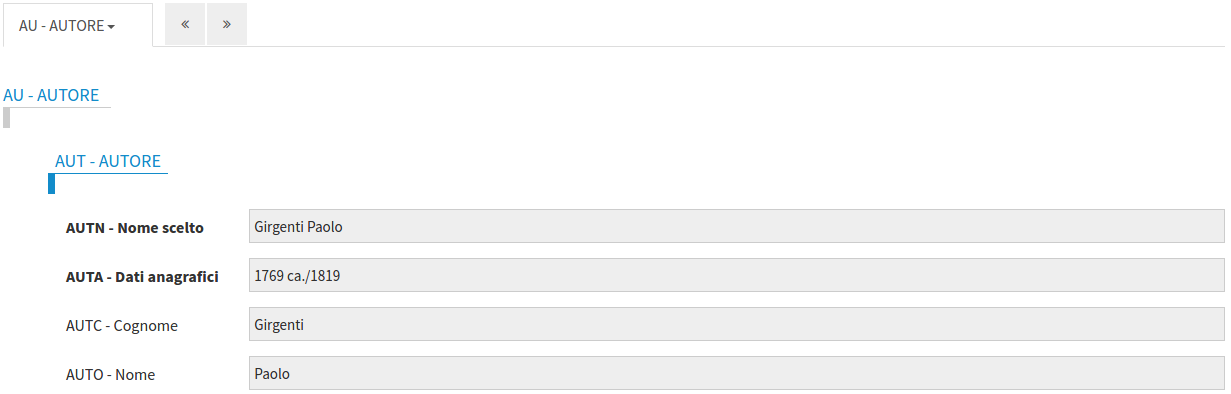 AU - AUTORE
« »
AU - AUTORE
AUT - AUTORE
AUTN - Nome scelto Girgenti Paolo
AUTA - Dati anagrafici 1769 ca./1819
AUTC - Cognome Girgenti
AUTO - Nome Paolo